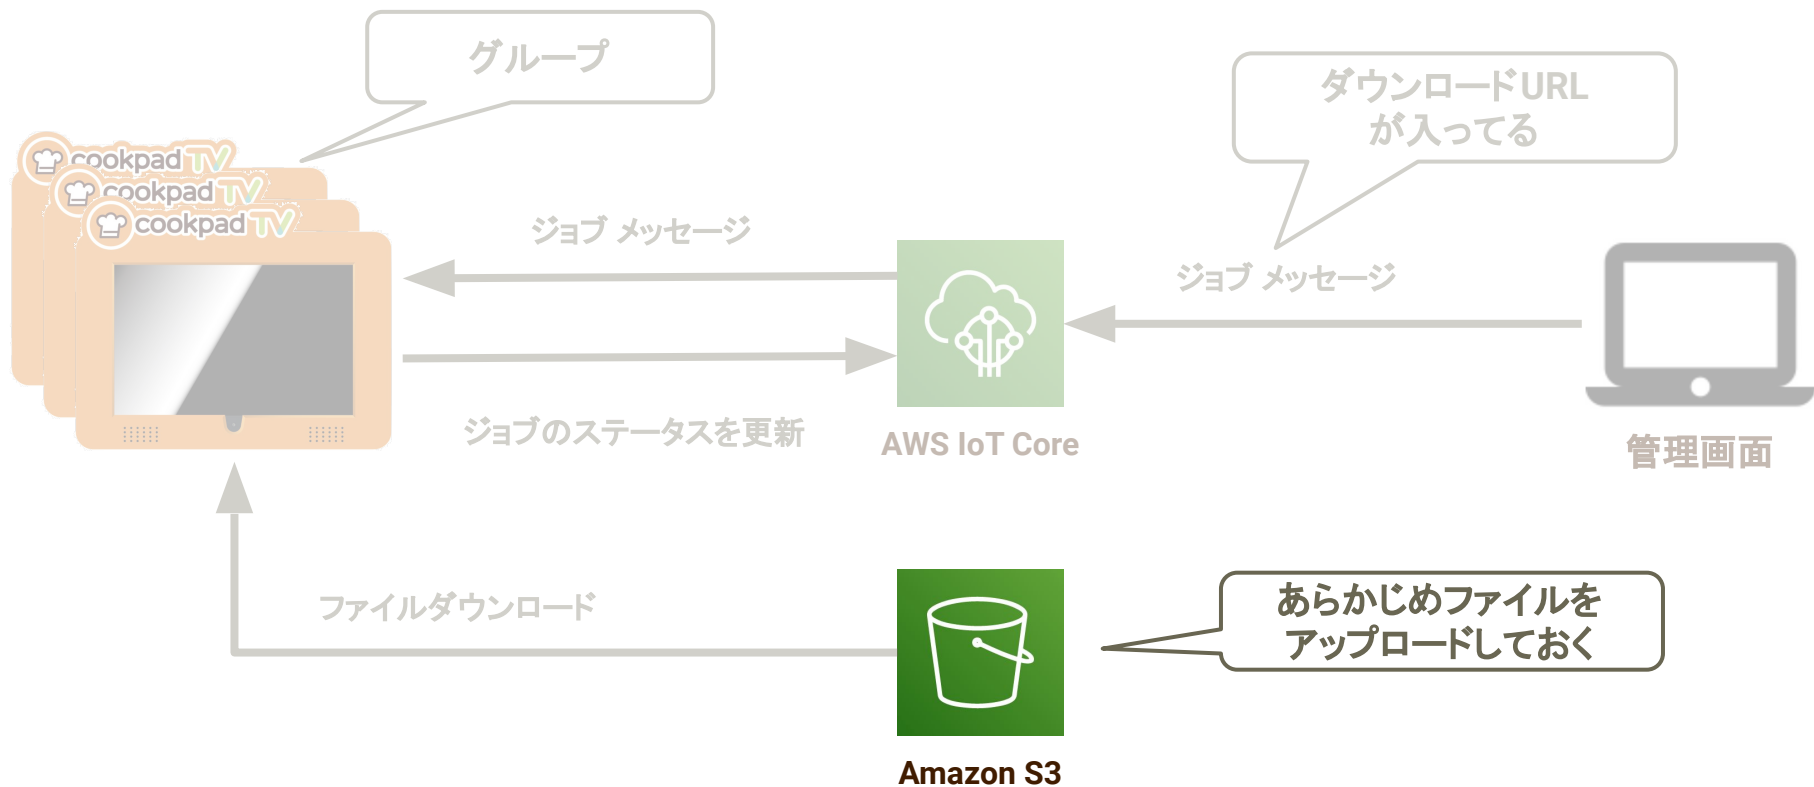 グループ
ダウンロードURL
が入ってる
cookpad TV
cookpad TV
cookpad TV
ジョブ メッセージ
ジョブ メッセージ
ジョブのステータスを更新
AWS IoT Core
管理画面
ファイルダウンロード
あらかじめファイルを
アップロードしておく
Amazon S3